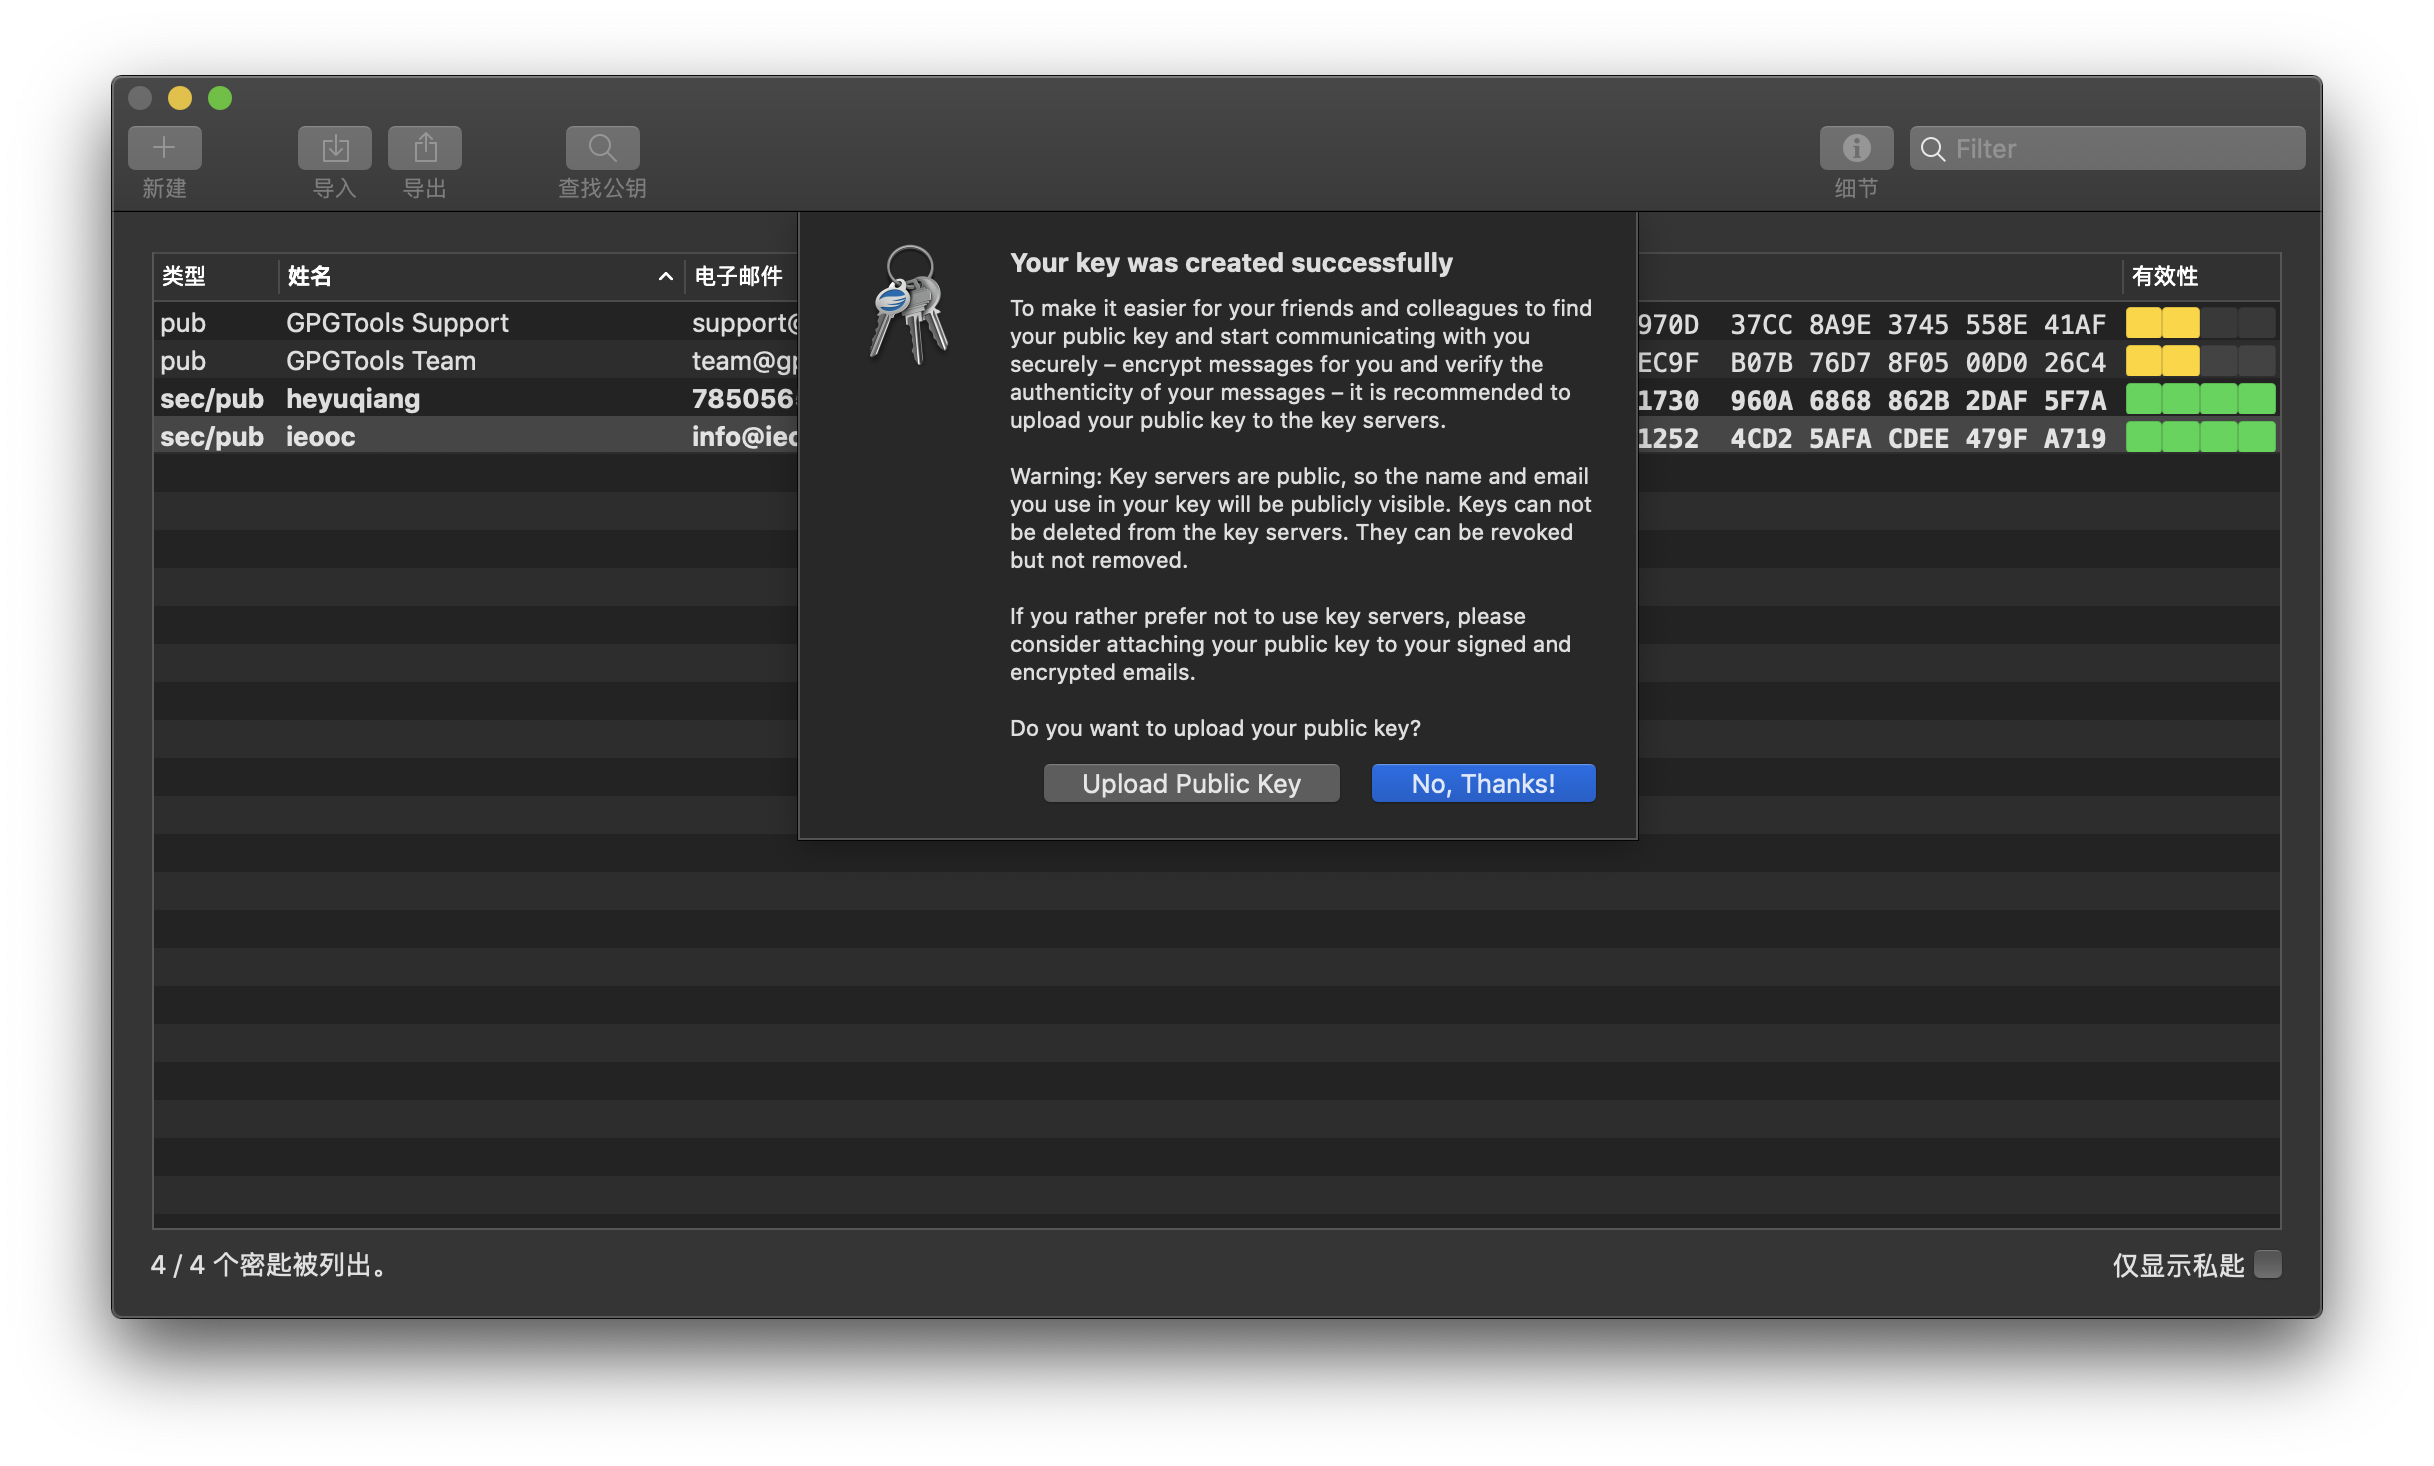 新建
导入
导出
查找公钥
细节
Filter
类型
姓名
电子邮件
有效性
pub
GPGTools Support
support@
970D 37CC 8A9E 3745 558E 41AF
pub
GPGTools Team
team@gp
EC9F B07B 76D7 8F05 00D0 26C4
sec/pub
heyuqiang
785056
1730 960A 6868 862B 2DAF 5F7A
sec/pub
ieooc
info@ieo
1252 4CD2 5AFA CDEE 479F A719
Your key was created successfully
To make it easier for your friends and colleagues to find
your public key and start communicating with you
securely – encrypt messages for you and verify the
authenticity of your messages – it is recommended to
upload your public key to the key servers.
Warning: Key servers are public, so the name and email
you use in your key will be publicly visible. Keys can not
be deleted from the key servers. They can be revoked
but not removed.
If you rather prefer not to use key servers, please
consider attaching your public key to your signed and
encrypted emails.
Do you want to upload your public key?
Upload Public Key
No, Thanks!
4 / 4 个密匙被列出。
仅显示私匙